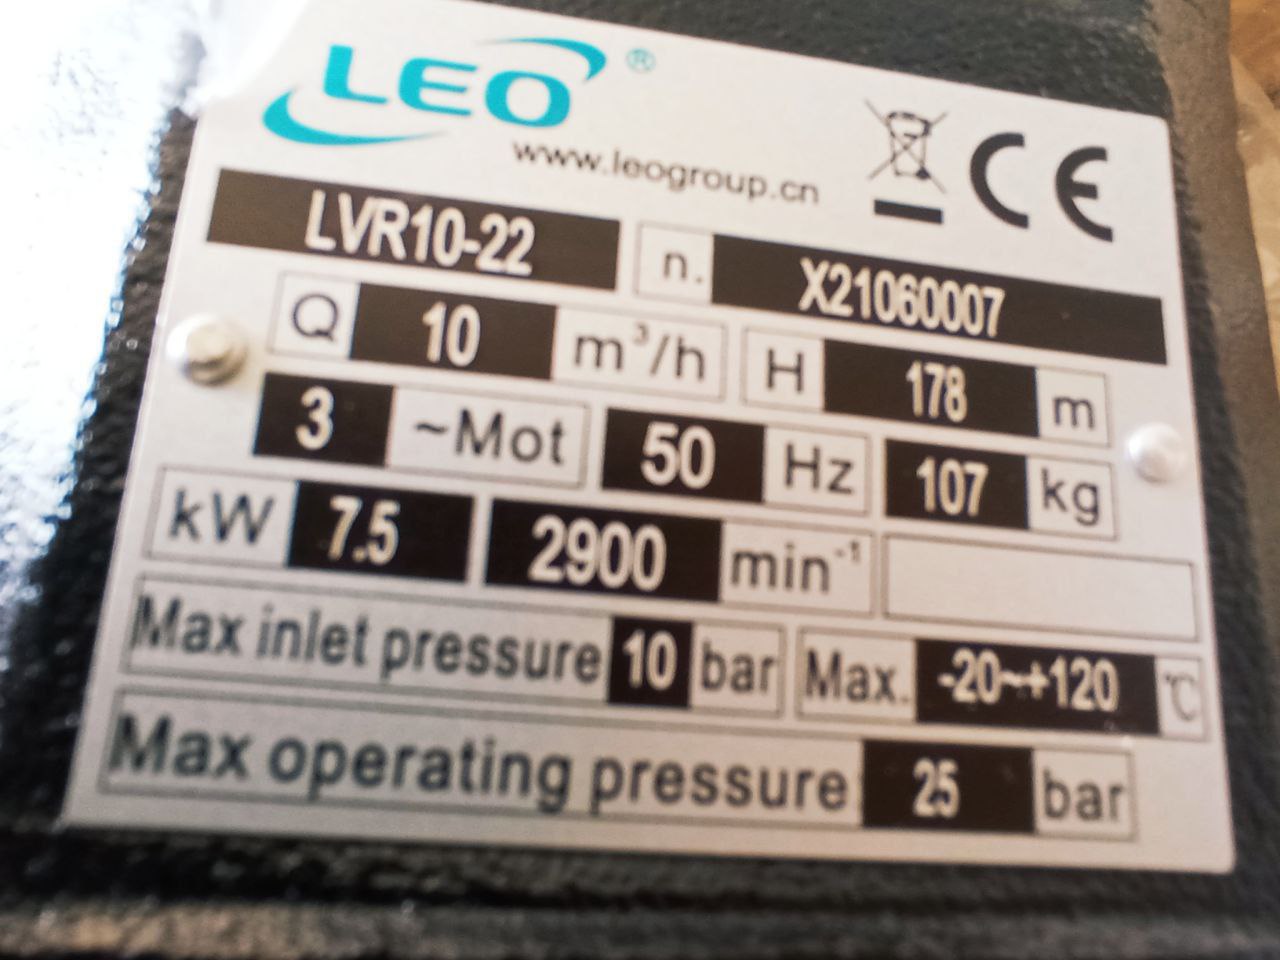 LEO®
www.leogroup.cn
CE
LVR10-22 n. X21060007
Q 10 m³/h H 178 m
3 ~Mot 50 Hz 107 kg
kW 7.5 2900 min⁻¹
Max inlet pressure 10 bar Max. -20~+120 ℃
Max operating pressure 25 bar